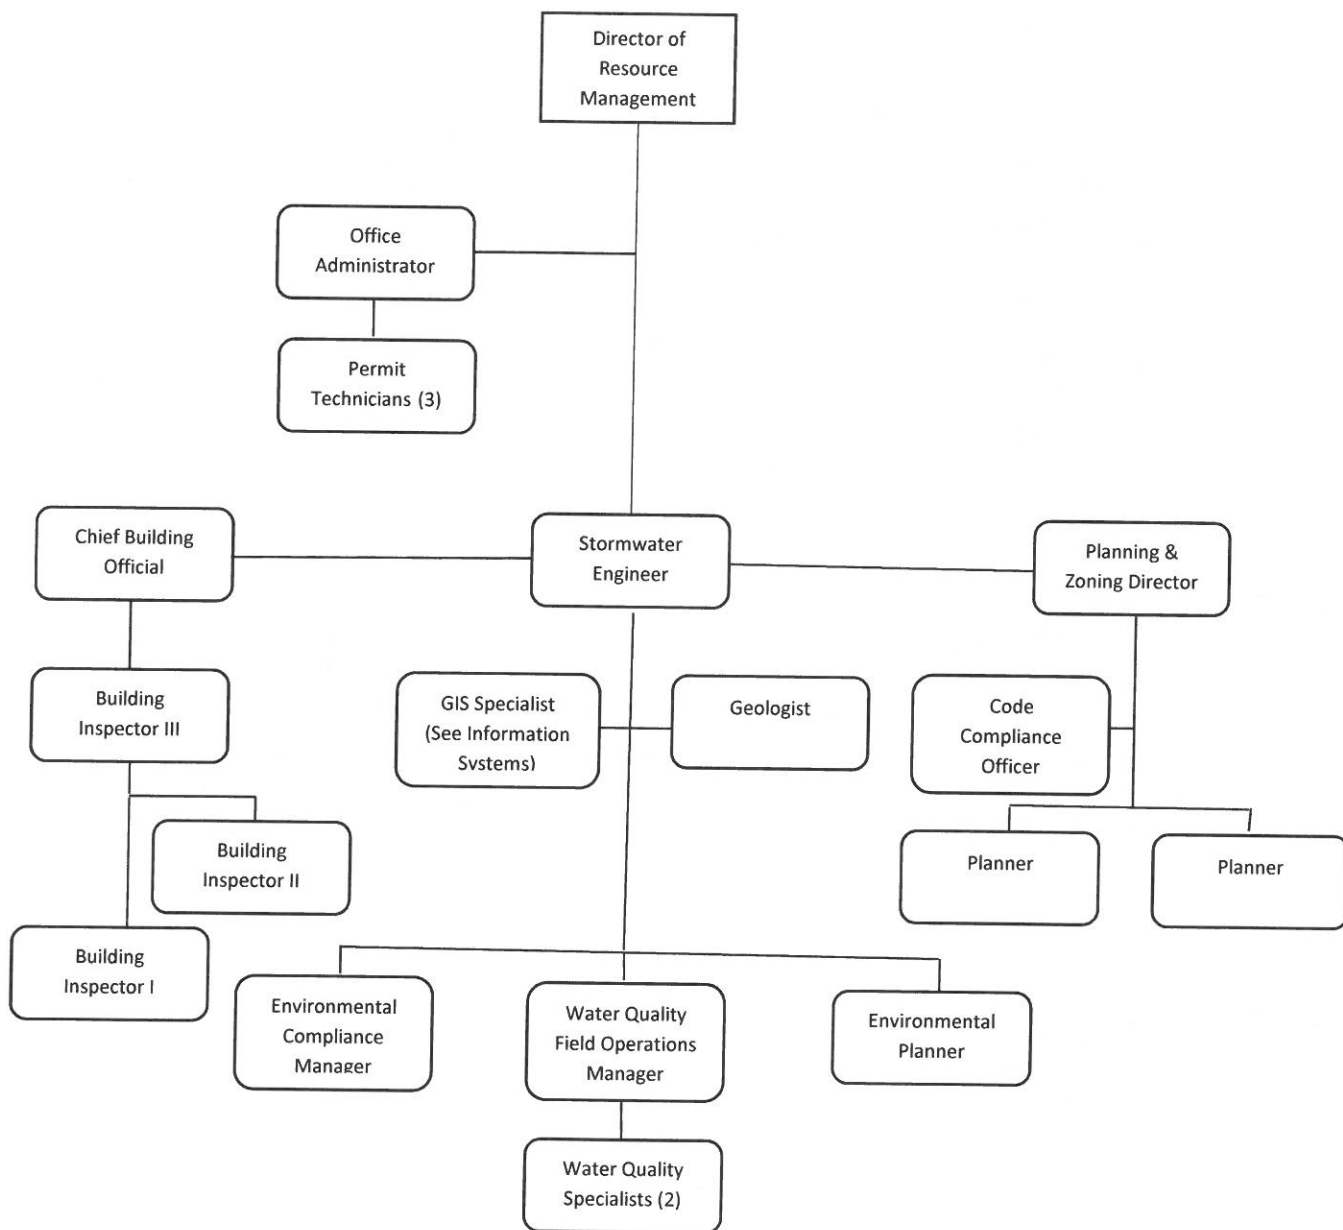 Director of
Resource
Management
Office
Administrator
Permit
Technicians (3)
Chief Building
Official
Stormwater
Engineer
Planning &
Zoning Director
Building
Inspector III
GIS Specialist
(See Information
Systems)
Geologist
Code
Compliance
Officer
Building
Inspector II
Planner
Planner
Building
Inspector I
Environmental
Compliance
Manager
Water Quality
Field Operations
Manager
Environmental
Planner
Water Quality
Specialists (2)